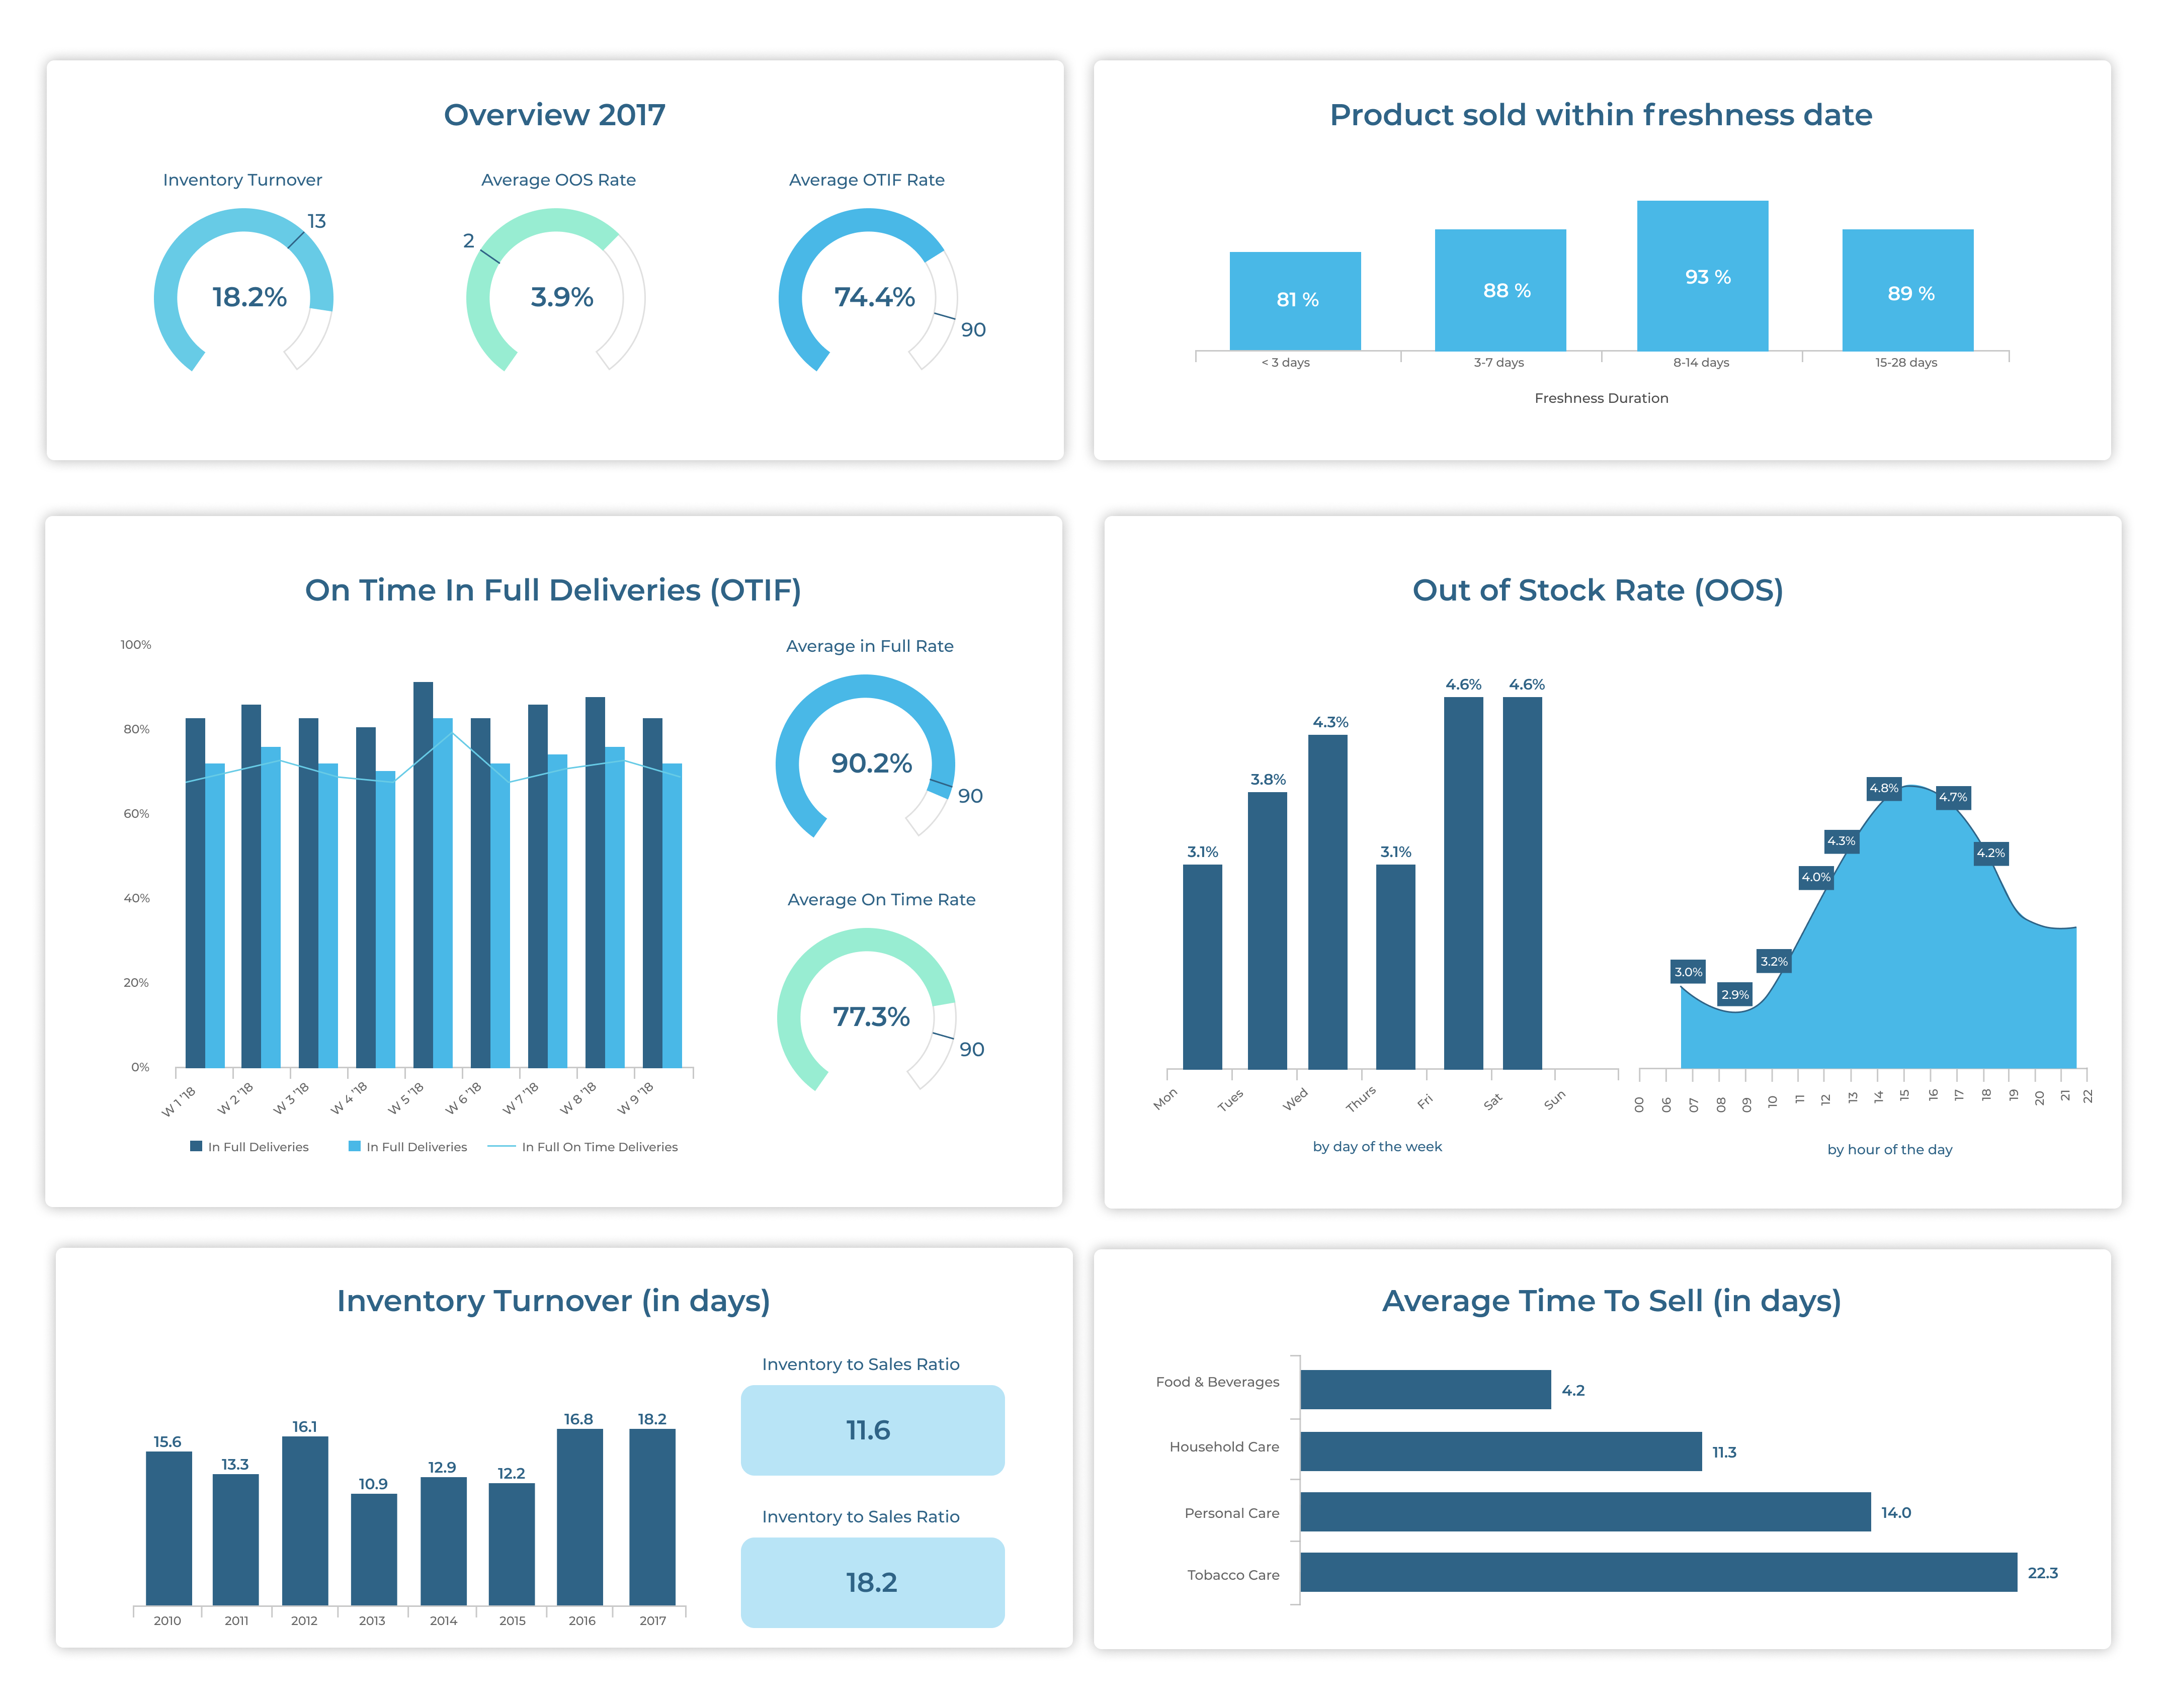 Overview 2017
Inventory Turnover
13
18.2%
Average OOS Rate
2
3.9%
Average OTIF Rate
74.4%
90
Product sold within freshness date
81 %
88 %
93 %
89 %
< 3 days
3-7 days
8-14 days
15-28 days
Freshness Duration
On Time In Full Deliveries (OTIF)
100%
80%
60%
40%
20%
0%
W 1 '18
W 2 '18
W 3 '18
W 4 '18
W 5 '18
W 6 '18
W 7 '18
W 8 '18
W 9 '18
In Full Deliveries
In Full Deliveries
In Full On Time Deliveries
Average in Full Rate
90.2%
90
Average On Time Rate
77.3%
90
Out of Stock Rate (OOS)
3.1%
3.8%
4.3%
3.1%
4.6%
4.6%
Mon
Tues
Wed
Thurs
Fri
Sat
Sun
by day of the week
3.0%
2.9%
3.2%
4.0%
4.3%
4.8%
4.7%
4.2%
00
06
07
08
09
10
11
12
13
14
15
16
17
18
19
20
21
22
by hour of the day
Inventory Turnover (in days)
15.6
13.3
16.1
10.9
12.9
12.2
16.8
18.2
2010
2011
2012
2013
2014
2015
2016
2017
Inventory to Sales Ratio
11.6
Inventory to Sales Ratio
18.2
Average Time To Sell (in days)
Food & Beverages
4.2
Household Care
11.3
Personal Care
14.0
Tobacco Care
22.3